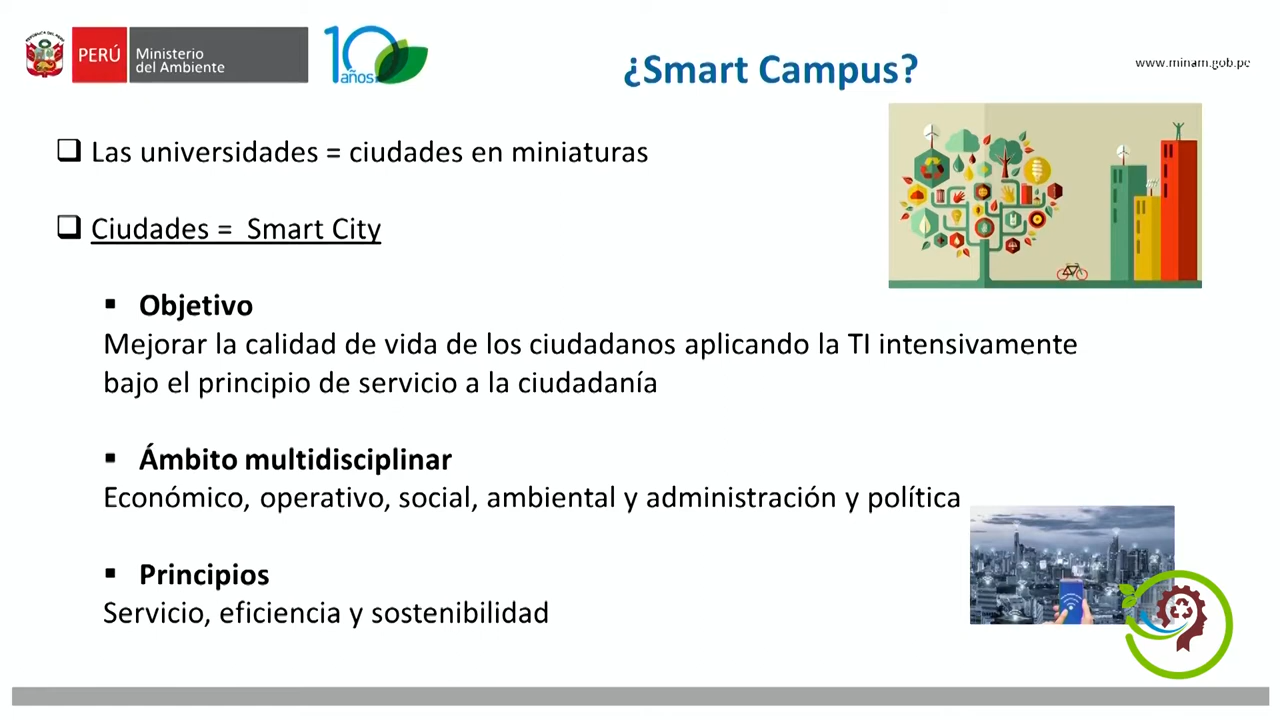 PERÚ
Ministerio
del Ambiente
10
años
¿Smart Campus?
www.minam.gob.pe
❑ Las universidades = ciudades en miniaturas
❑ Ciudades = Smart City
▪ Objetivo
Mejorar la calidad de vida de los ciudadanos aplicando la TI intensivamente
bajo el principio de servicio a la ciudadanía
▪ Ámbito multidisciplinar
Económico, operativo, social, ambiental y administración y política
▪ Principios
Servicio, eficiencia y sostenibilidad